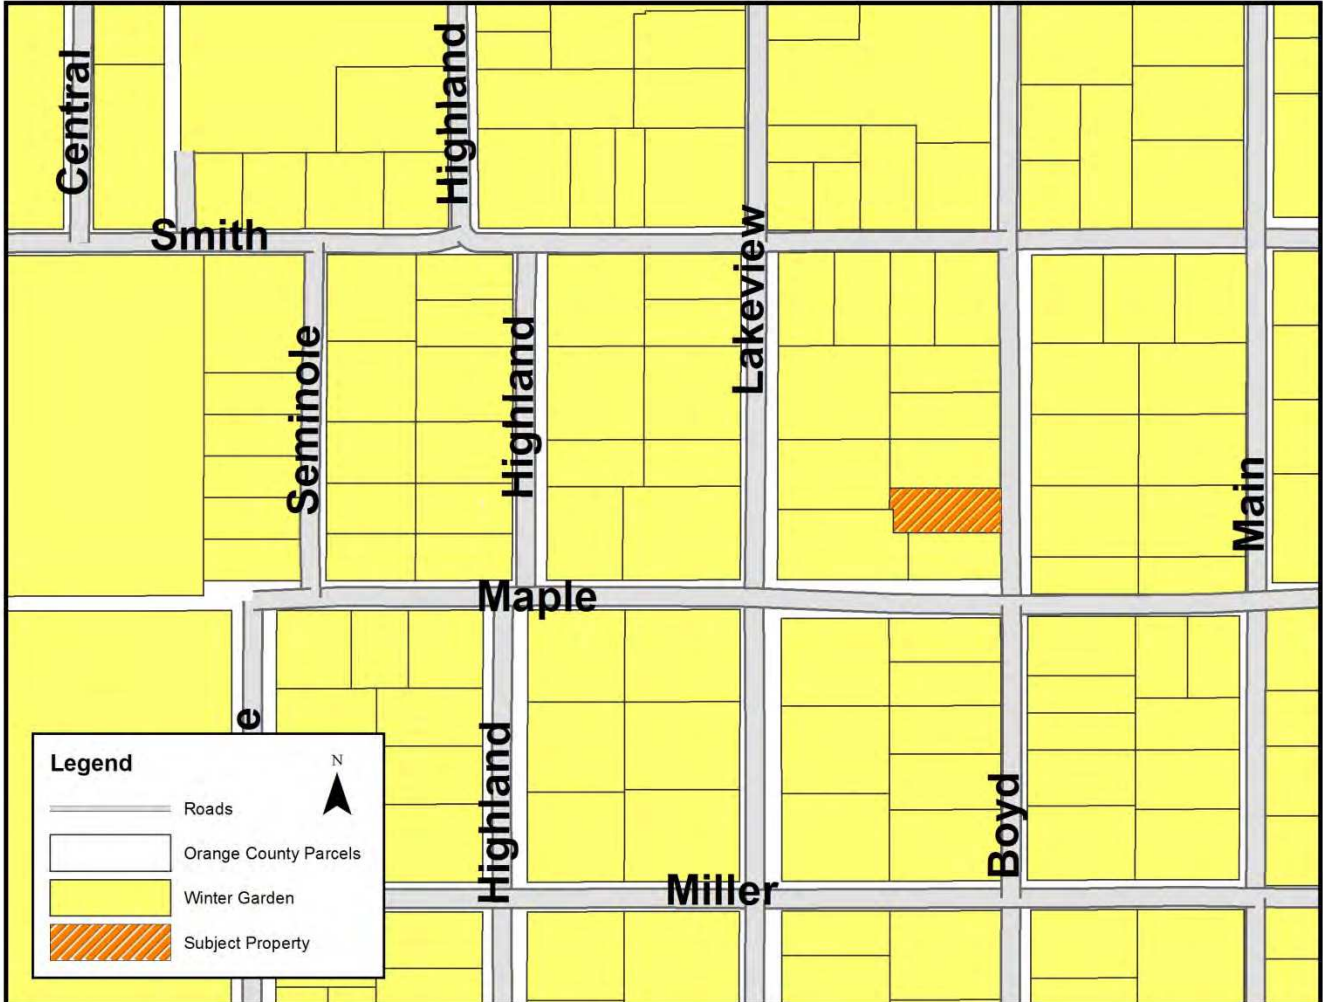 Central
Highland
Smith
Lakeview
Seminole
Highland
Main
Maple
e
Highland
Boyd
Miller
Legend
N
Roads
Orange County Parcels
Winter Garden
Subject Property